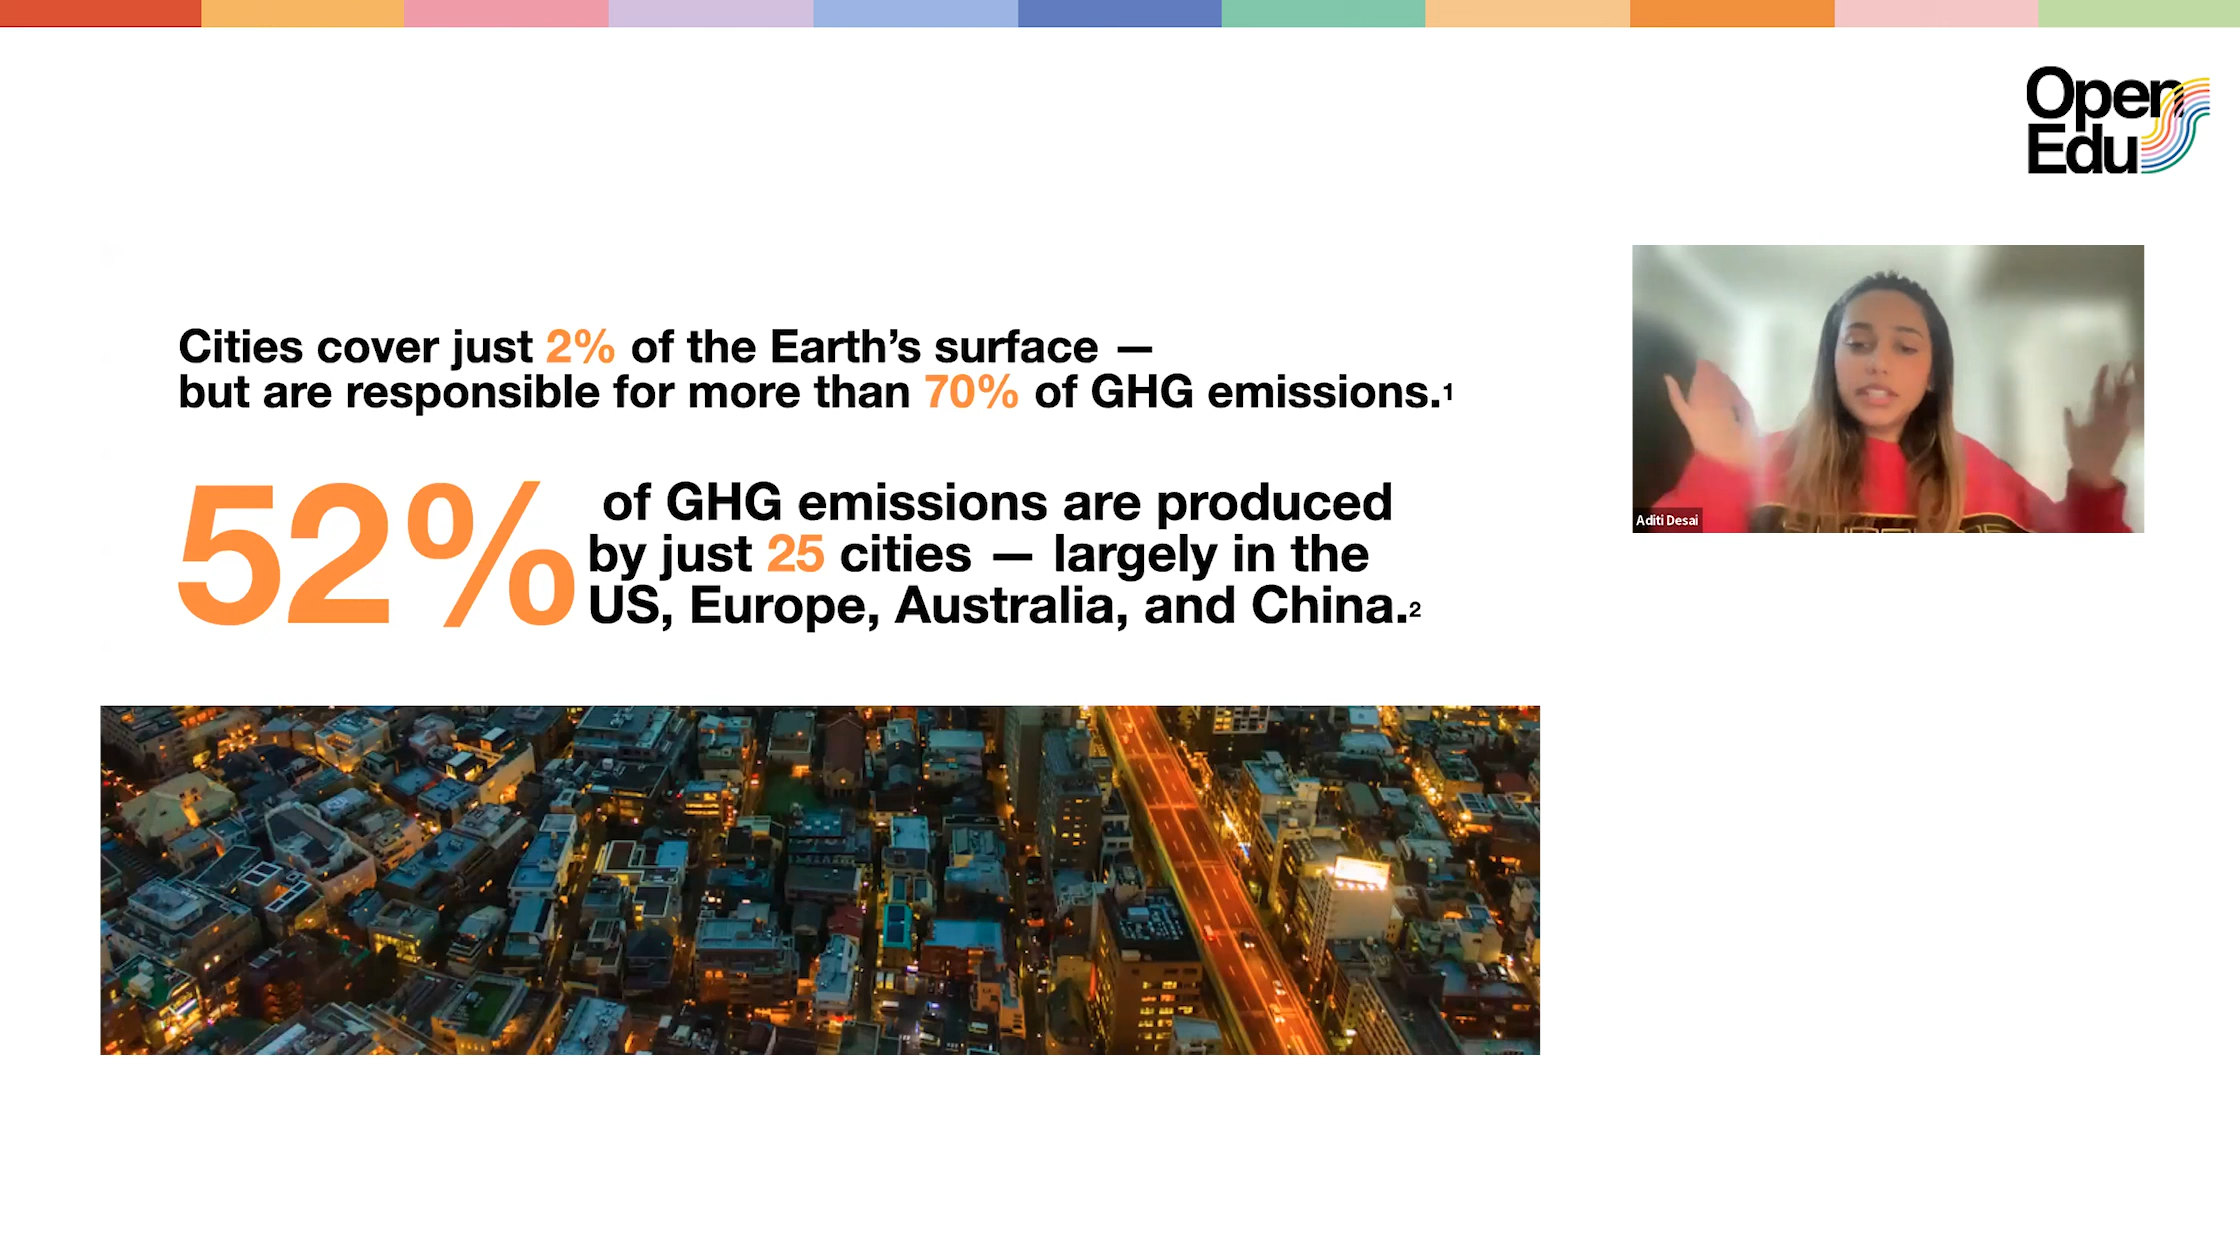 Open
Edu
Cities cover just 2% of the Earth’s surface —
but are responsible for more than 70% of GHG emissions.1
52% of GHG emissions are produced
by just 25 cities — largely in the
US, Europe, Australia, and China.2
Aditi Desai